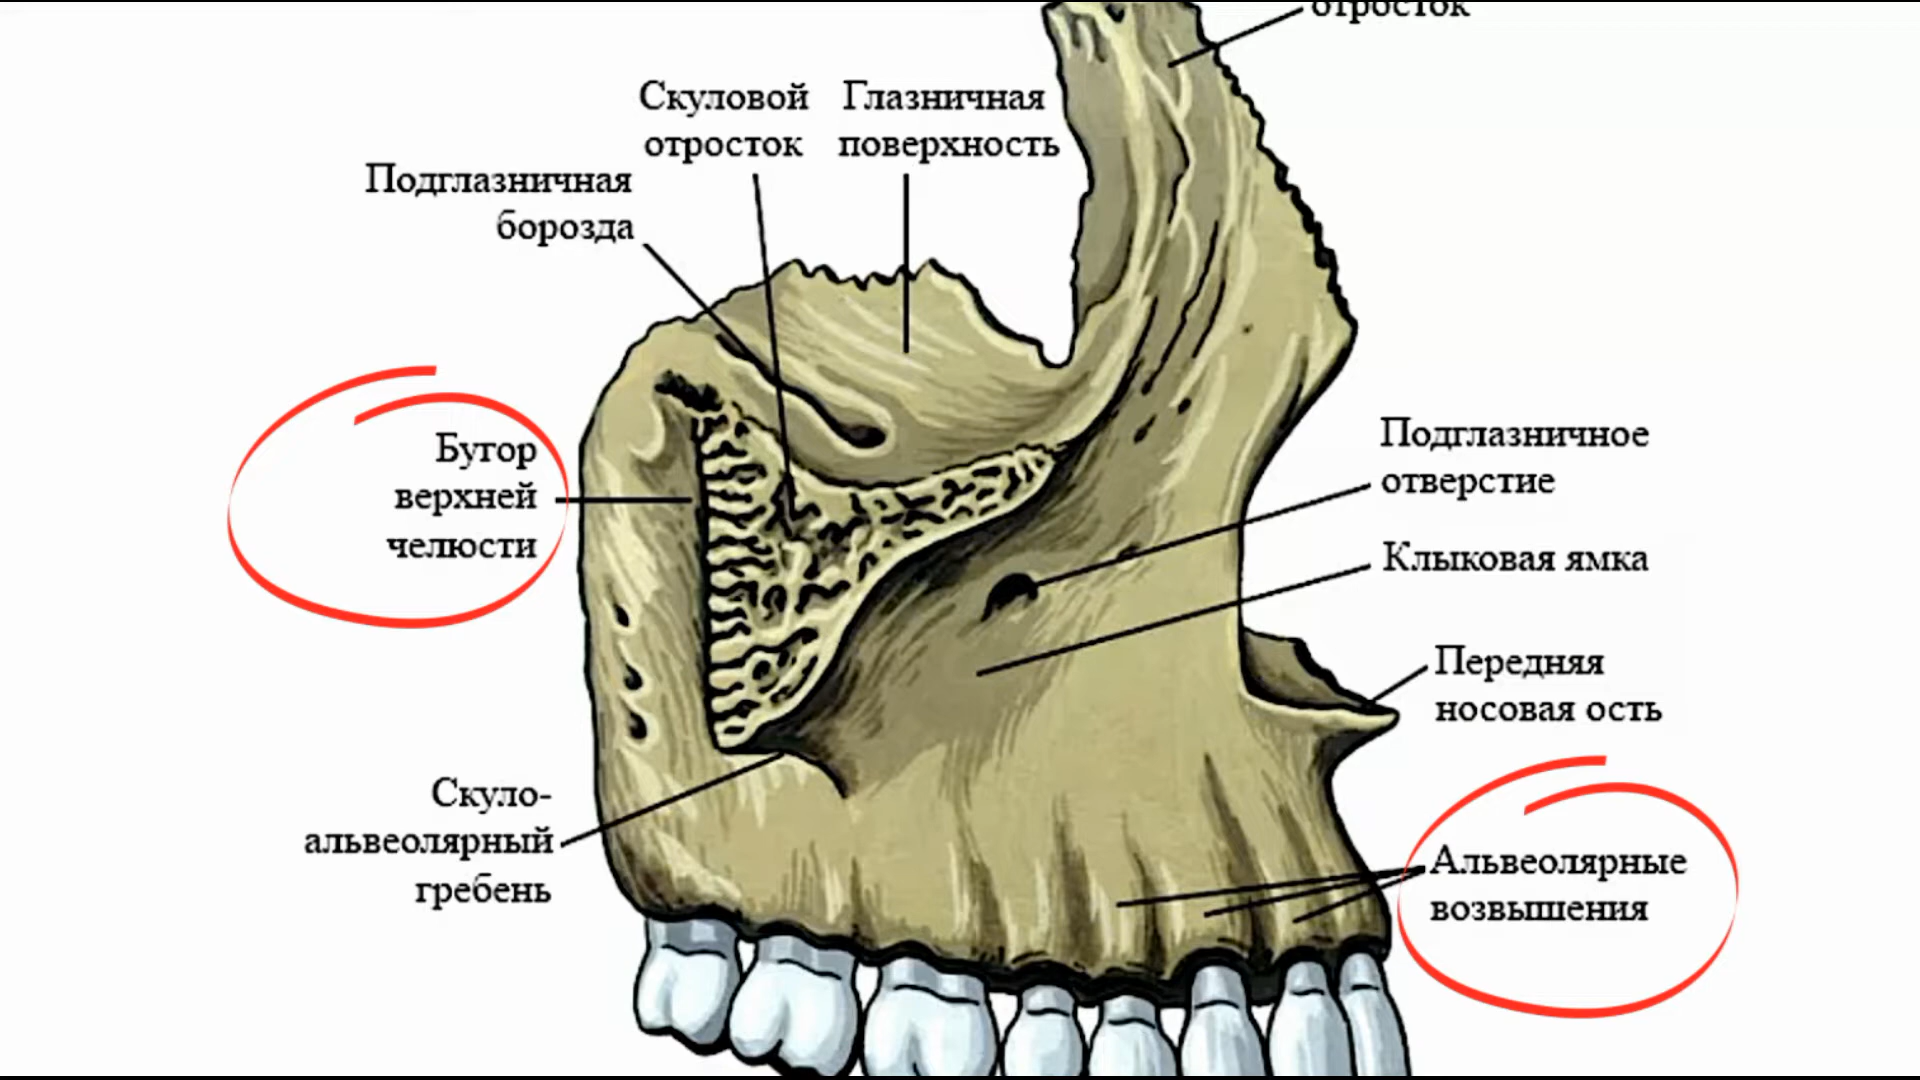 отросток
Скуловой
отросток
Глазничная
поверхность
Подглазничная
борозда
Бугор
верхней
челюсти
Подглазничное
отверстие
Клыковая ямка
Передняя
носовая ость
Скуло-
альвеолярный
гребень
Альвеолярные
возвышения